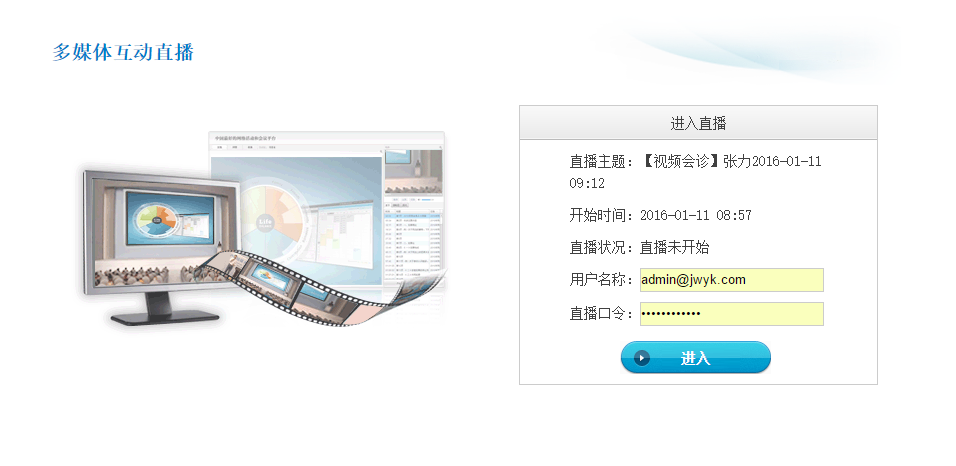 多媒体互动直播
进入直播
直播主题：【视频会诊】张力2016-01-11
09:12
开始时间：2016-01-11 08:57
直播状况：直播未开始
用户名称：admin@jwyk.com
直播口令：••••••••••••
进入